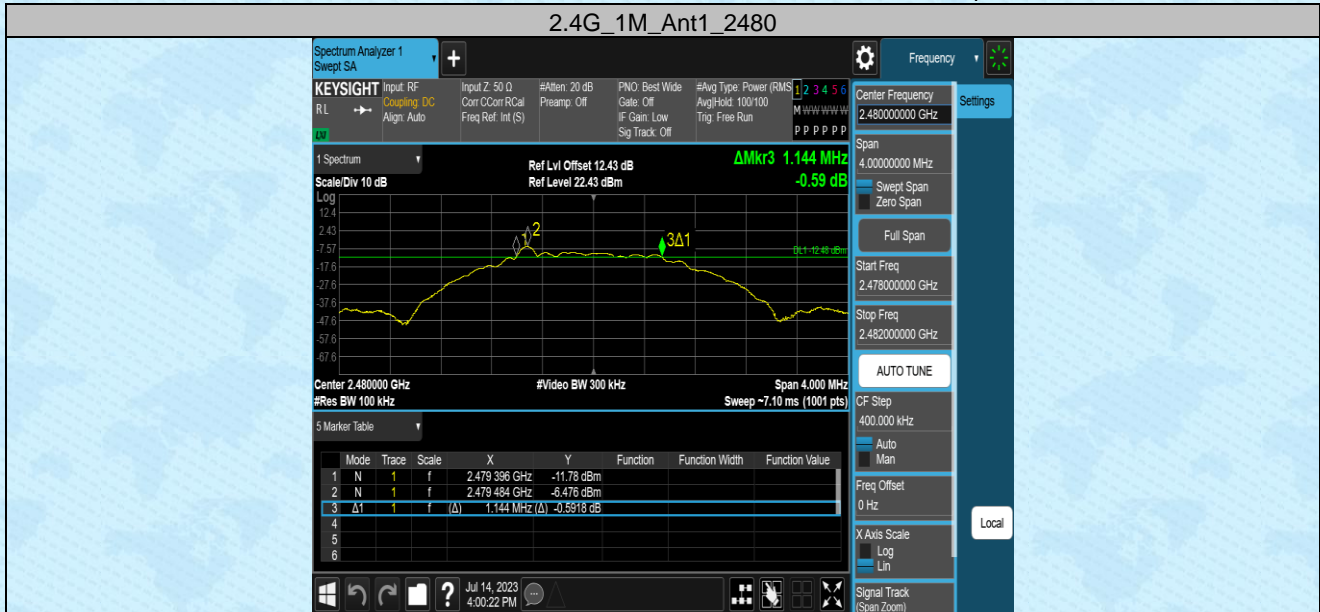 2.4G_1M_Ant1_2480
Spectrum Analyzer 1
Swept SA
+
Frequency
KEYSIGHT
RL
LXI
Input: RF
Coupling: DC
Align: Auto
Input Z: 50 Ω
Corr CCorr RCal
Freq Ref: Int (S)
#Atten: 20 dB
Preamp: Off
PNO: Best Wide
Gate: Off
IF Gain: Low
Sig Track: Off
#Avg Type: Power (RMS
Avg|Hold: 100/100
Trig: Free Run
1 2 3 4 5 6
M W W W W W
P P P P P P
1 Spectrum
Scale/Div 10 dB
Ref Lvl Offset 12.43 dB
Ref Level 22.43 dBm
ΔMkr3 1.144 MHz
-0.59 dB
Log
12.4
2.43
-7.57
-17.6
-27.6
-37.6
-47.6
-57.6
-67.6
1
2
3Δ1
DL1 -12.48 dBm
Center 2.480000 GHz
#Video BW 300 kHz
Span 4.000 MHz
#Res BW 100 kHz
Sweep ~7.10 ms (1001 pts)
5 Marker Table
Mode Trace Scale X Y Function Function Width Function Value
1 N 1 f 2.479 396 GHz -11.78 dBm
2 N 1 f 2.479 484 GHz -6.476 dBm
3 Δ1 1 f (Δ) 1.144 MHz (Δ) -0.5918 dB
4
5
6
Jul 14, 2023
4:00:22 PM
?
Center Frequency
2.480000000 GHz
Settings
Span
4.00000000 MHz
Swept Span
Zero Span
Full Span
Start Freq
2.478000000 GHz
Stop Freq
2.482000000 GHz
AUTO TUNE
CF Step
400.000 kHz
Auto
Man
Freq Offset
0 Hz
Local
X Axis Scale
Log
Lin
Signal Track
(Span Zoom)